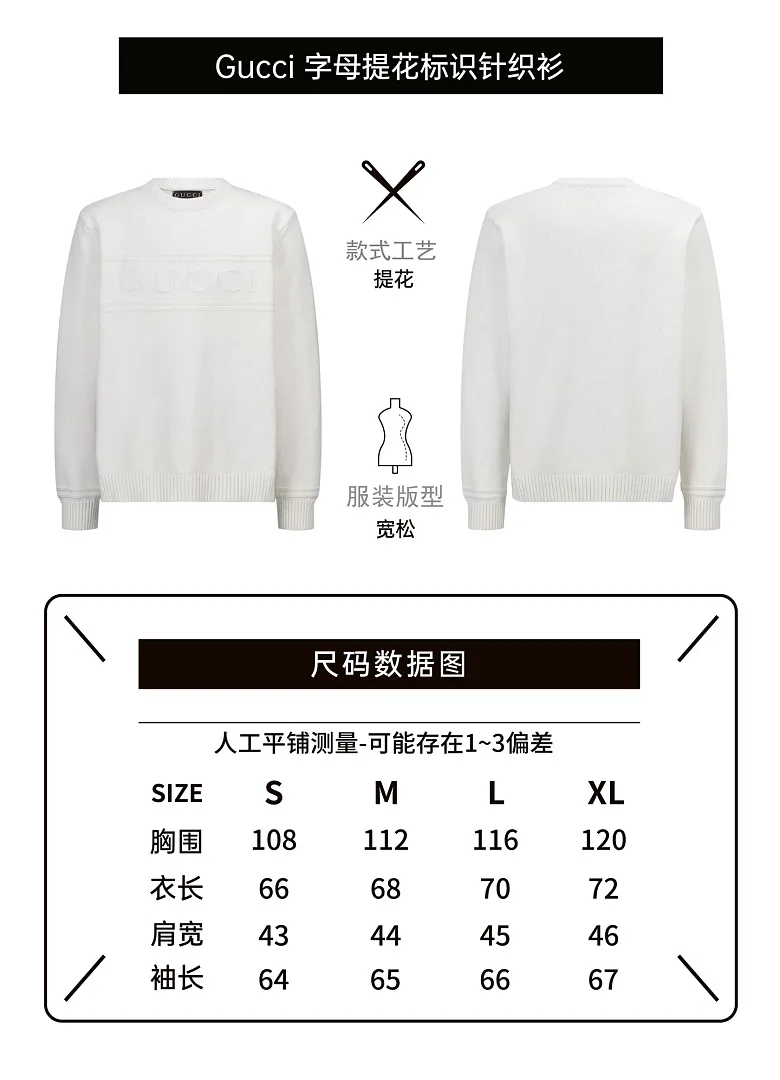 Gucci 字母提花标识针织衫
GUCCI
GUCCI
款式工艺
提花
服装版型
宽松
尺码数据图
人工平铺测量-可能存在1~3偏差
SIZE S M L XL
胸围 108 112 116 120
衣长 66 68 70 72
肩宽 43 44 45 46
袖长 64 65 66 67